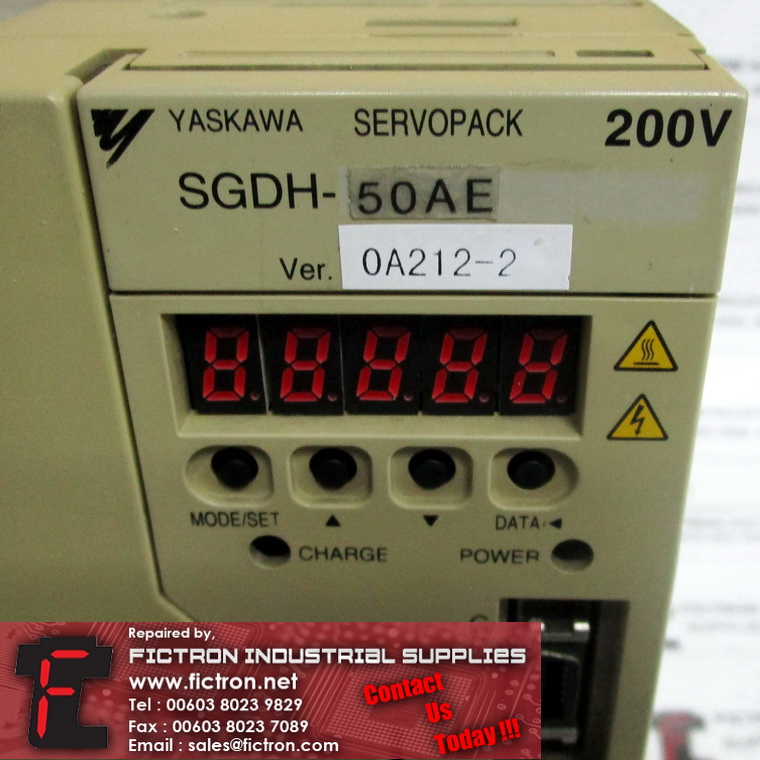 YASKAWA SERVOPACK 200V
SGDH-50AE
Ver. 0A212-2
MODE/SET ▲ ▼ DATA/◄
CHARGE POWER
Repaired by,
FICTRON INDUSTRIAL SUPPLIES
www.fictron.net
Tel : 00603 8023 9829
Fax : 00603 8023 7089
Email : sales@fictron.com
Contact
Us
Today !!!